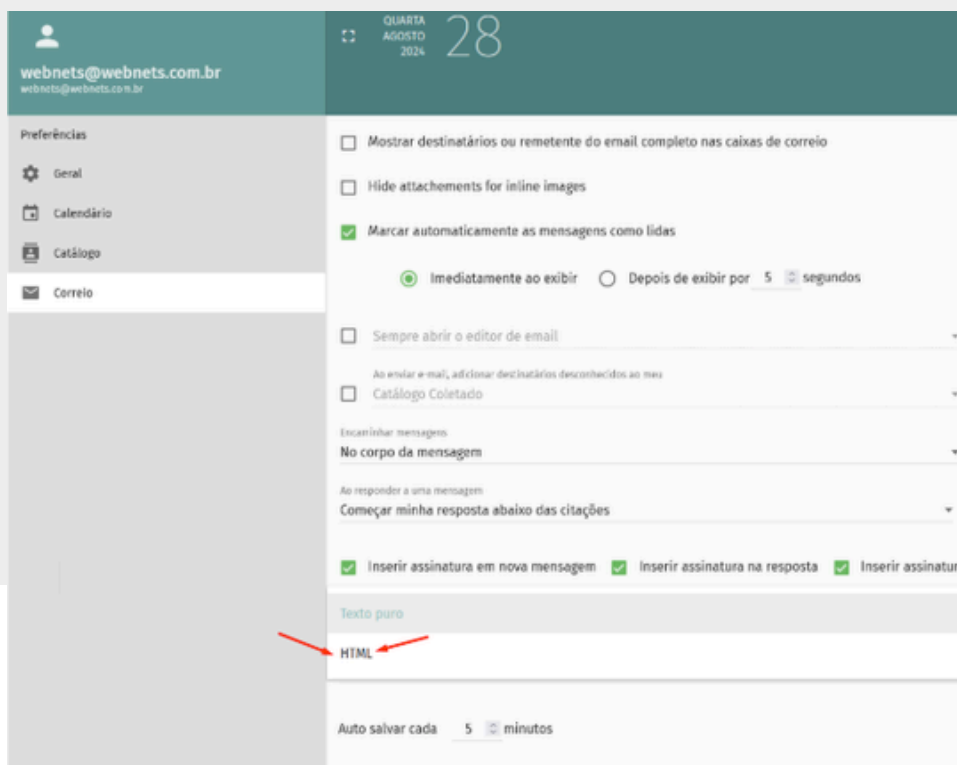 QUARTA
AGOSTO
2024
28
webnets@webnets.com.br
webnets@webnets.com.br
Preferências
Geral
Calendário
Catálogo
Correio
Mostrar destinatários ou remetente do email completo nas caixas de correio
Hide attachements for inline images
Marcar automaticamente as mensagens como lidas
Imediatamente ao exibir Depois de exibir por 5 segundos
Sempre abrir o editor de email
Ao enviar e-mail, adicionar destinatários desconhecidos ao meu
Catálogo Coletado
Encaminhar mensagens
No corpo da mensagem
Ao responder a uma mensagem
Começar minha resposta abaixo das citações
Inserir assinatura em nova mensagem Inserir assinatura na resposta Inserir assinatur
Texto puro
HTML
Auto salvar cada 5 minutos